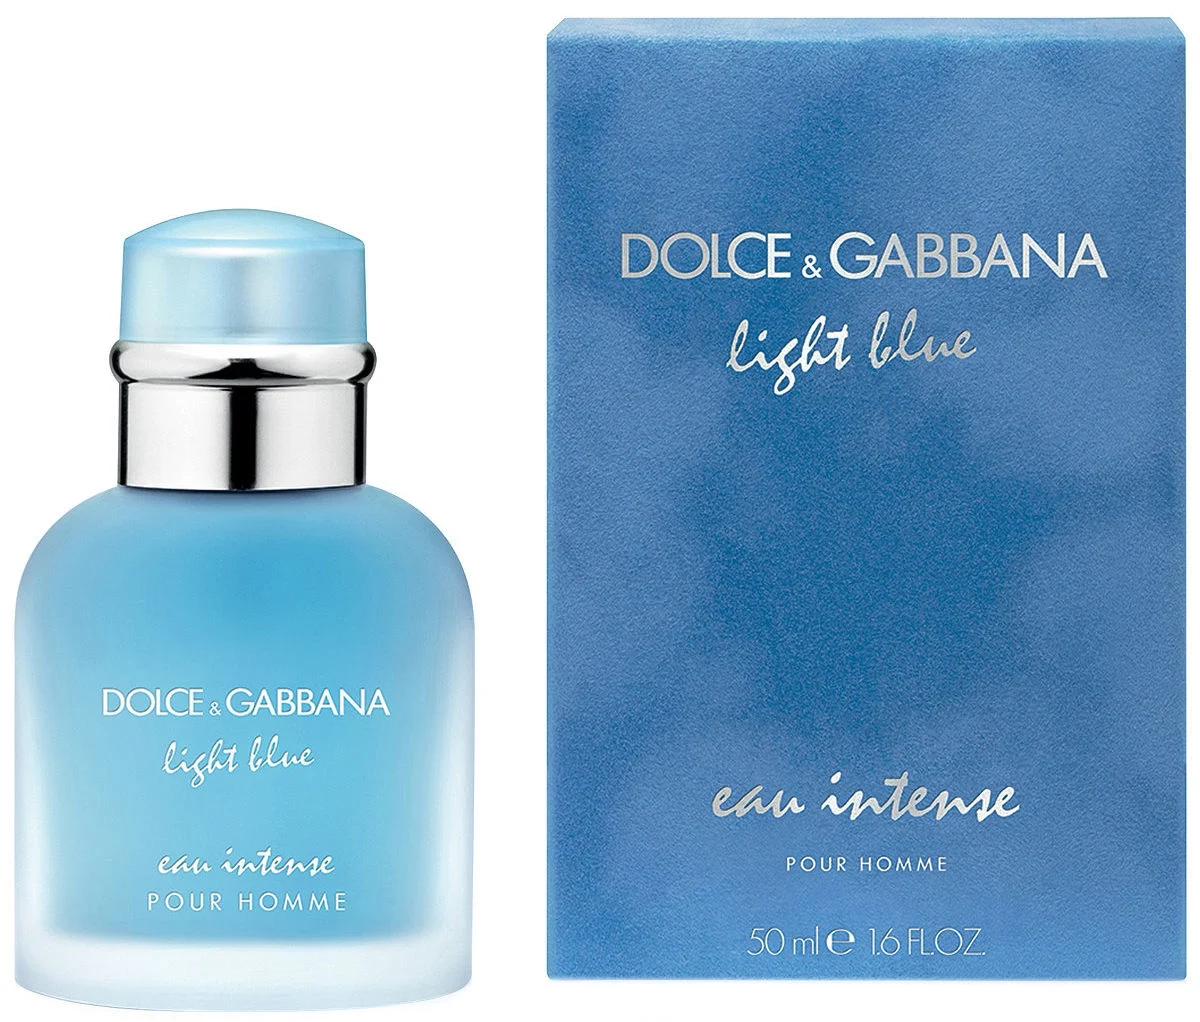 DOLCE & GABBANA
light blue
eau intense
POUR HOMME
DOLCE & GABBANA
light blue
eau intense
POUR HOMME
50 ml ℮ 1.6 FL.OZ.